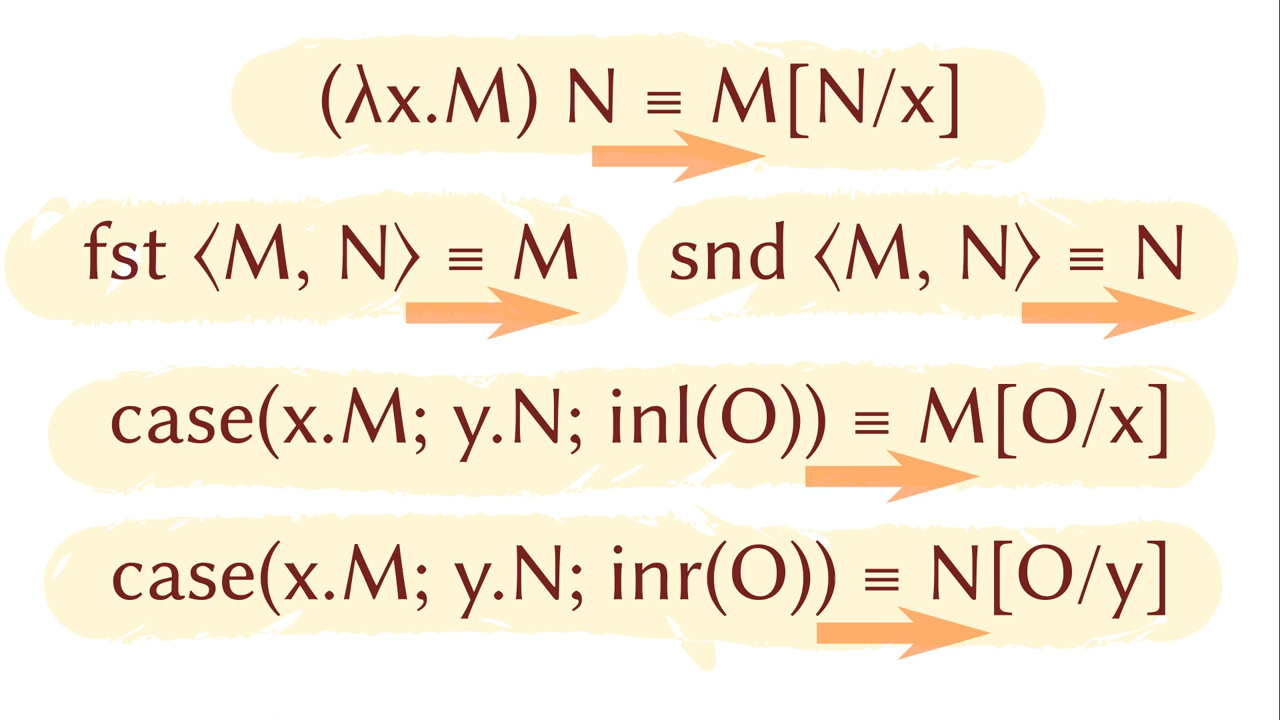 (λx.M) N ≡ M[N/x]
fst ⟨M, N⟩ ≡ M
snd ⟨M, N⟩ ≡ N
case(x.M; y.N; inl(O)) ≡ M[O/x]
case(x.M; y.N; inr(O)) ≡ N[O/y]